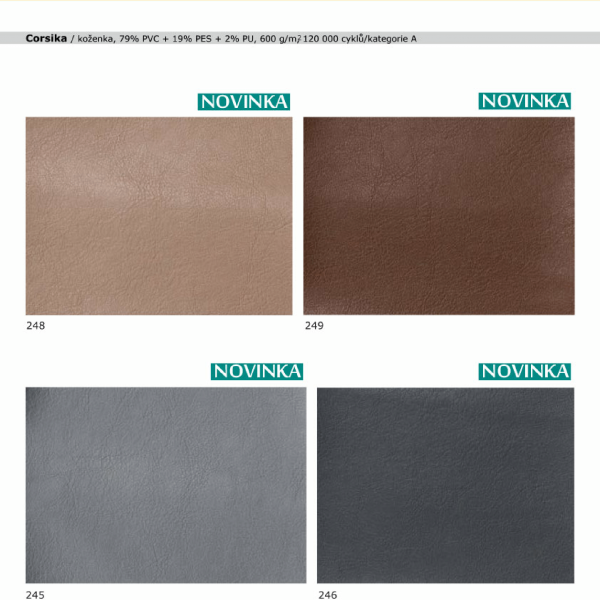 Corsika / koženka, 79% PVC + 19% PES + 2% PU, 600 g/m², 120 000 cyklů/kategorie A
NOVINKA NOVINKA
248 249
NOVINKA NOVINKA
245 246